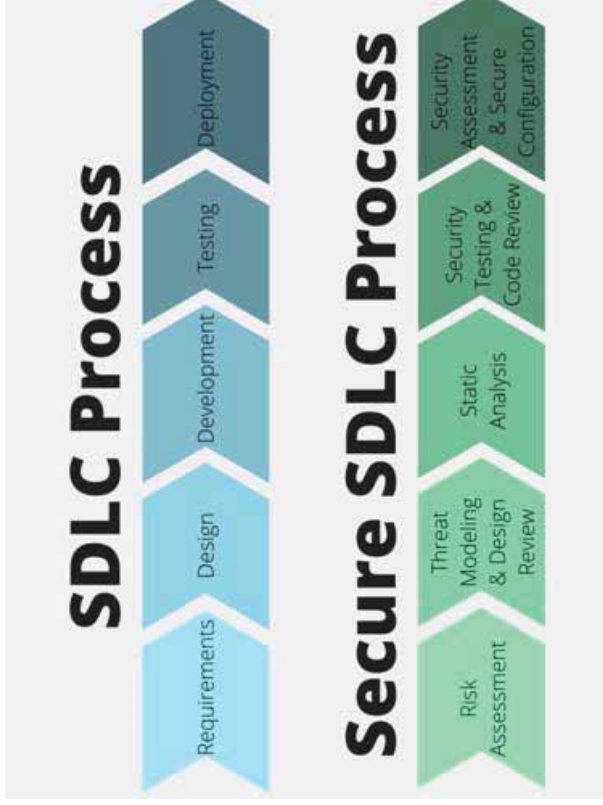 SDLC Process
Requirements
Design
Development
Testing
Deployment
Secure SDLC Process
Risk
Assessment
Threat
Modeling
& Design
Review
Static
Analysis
Security
Testing &
Code Review
Security
Assessment
& Secure
Configuration